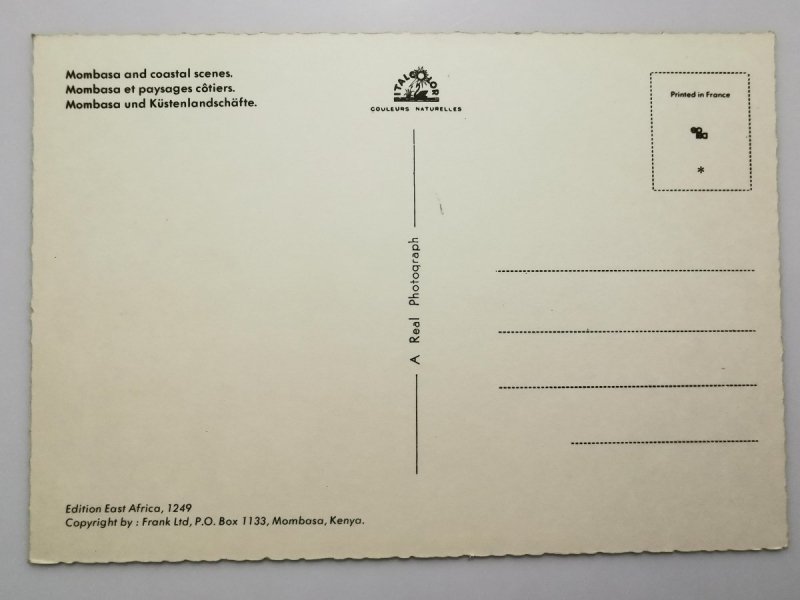 Mombasa and coastal scenes.
Mombasa et paysages côtiers.
Mombasa und Küstenlandschäfte.
ITALCOLOR
COULEURS NATURELLES
Printed in France
*
A Real Photograph
Edition East Africa, 1249
Copyright by : Frank Ltd, P.O. Box 1133, Mombasa, Kenya.